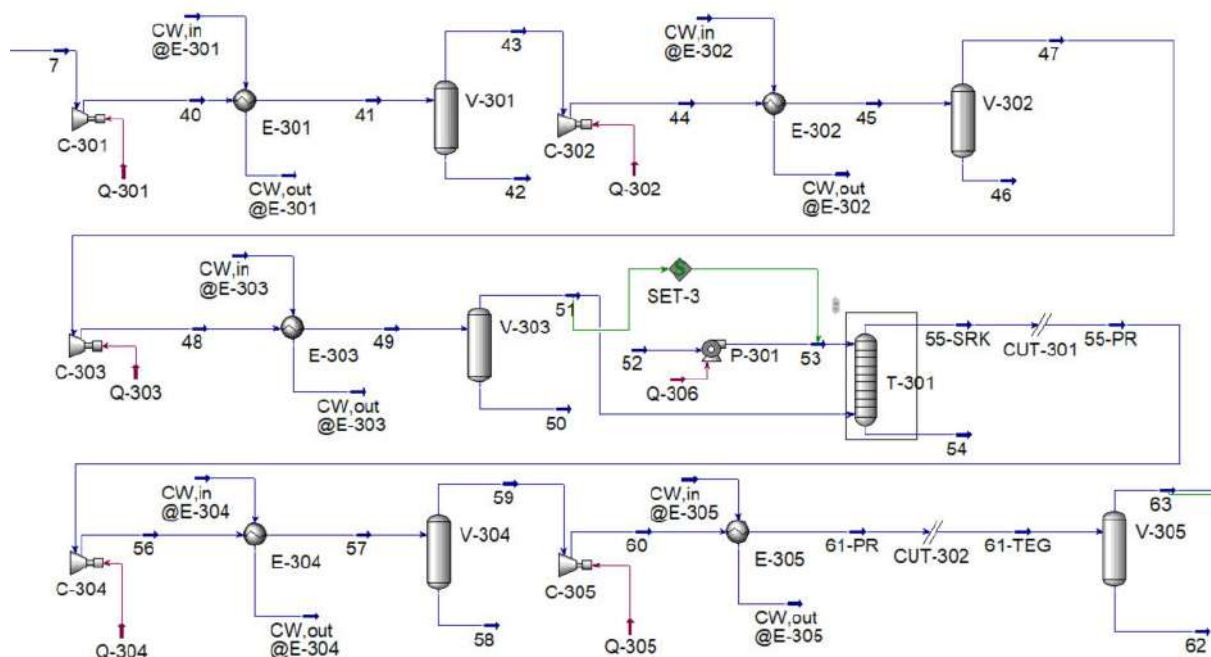 CW,in
@E-301
CW,in
@E-302
7
40
41
43
44
45
47
E-301
V-301
E-302
V-302
C-301
C-302
Q-301
CW,out
@E-301
42
Q-302
CW,out
@E-302
46
CW,in
@E-303
S
SET-3
48
49
51
E-303
V-303
52
P-301
53
55-SRK
CUT-301
55-PR
C-303
Q-303
CW,out
@E-303
50
Q-306
T-301
54
CW,in
@E-304
CW,in
@E-305
56
57
59
60
61-PR
CUT-302
61-TEG
63
E-304
V-304
E-305
V-305
C-304
C-305
Q-304
CW,out
@E-304
58
Q-305
CW,out
@E-305
62